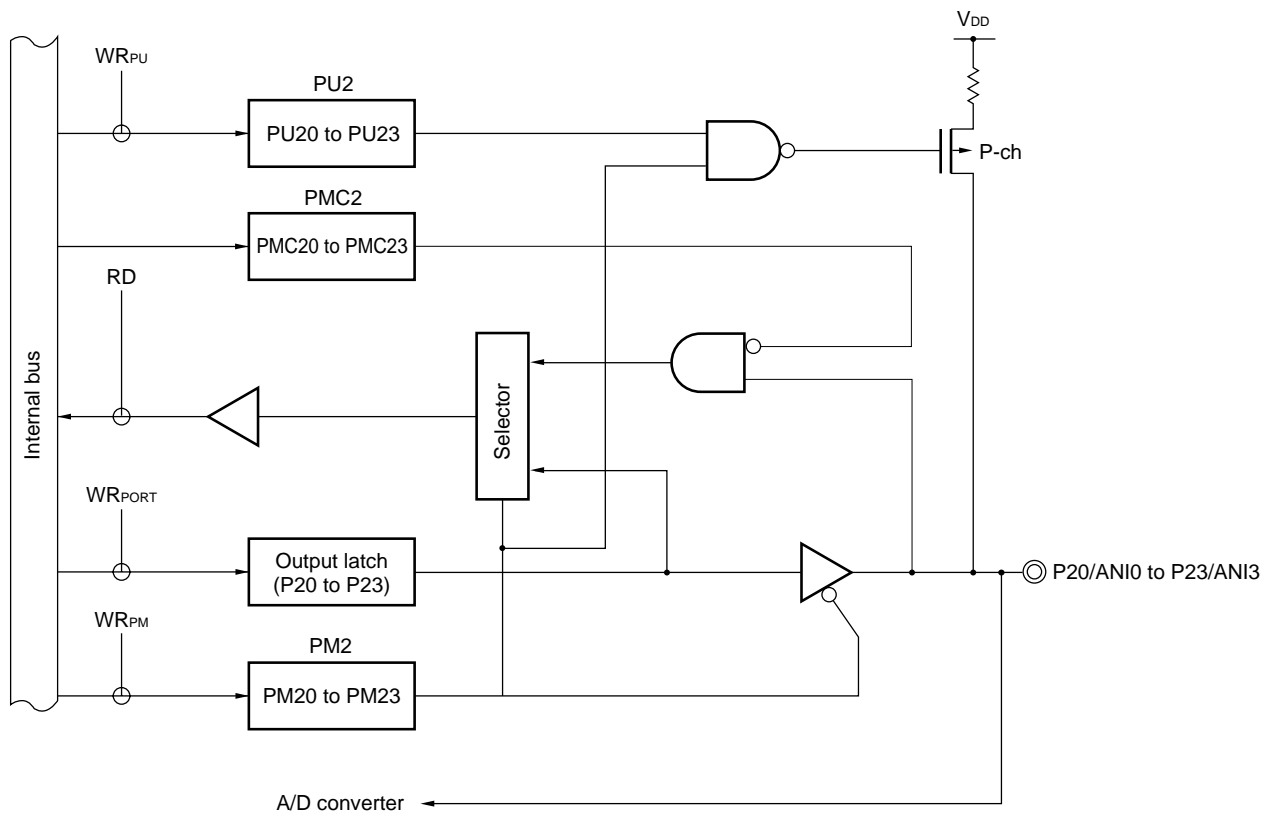 VDD
WRPU
PU2
PU20 to PU23
P-ch
PMC2
PMC20 to PMC23
RD
Internal bus
Selector
WRPORT
Output latch
(P20 to P23)
P20/ANI0 to P23/ANI3
WRPM
PM2
PM20 to PM23
A/D converter